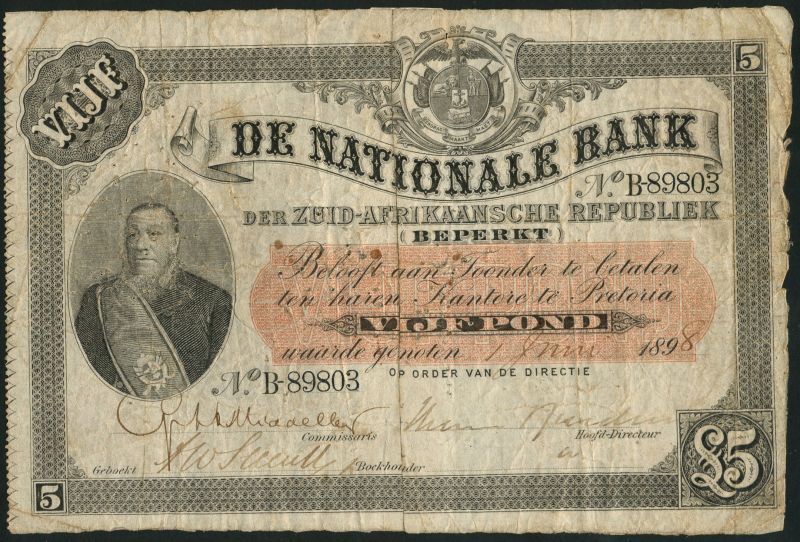 VIJF
5
DE NATIONALE BANK
No B-89803
DER ZUID-AFRIKAANSCHE REPUBLIEK
(BEPERKT)
Belooft aan Toonder te betalen
ten haren Kantore te Pretoria
VIJF POND
waarde genoten 1 Juni 1898
OP ORDER VAN DE DIRECTIE
No B-89803
Commissaris
Hoofd-Directeur
Geboekt
Boekhouder
5
£5